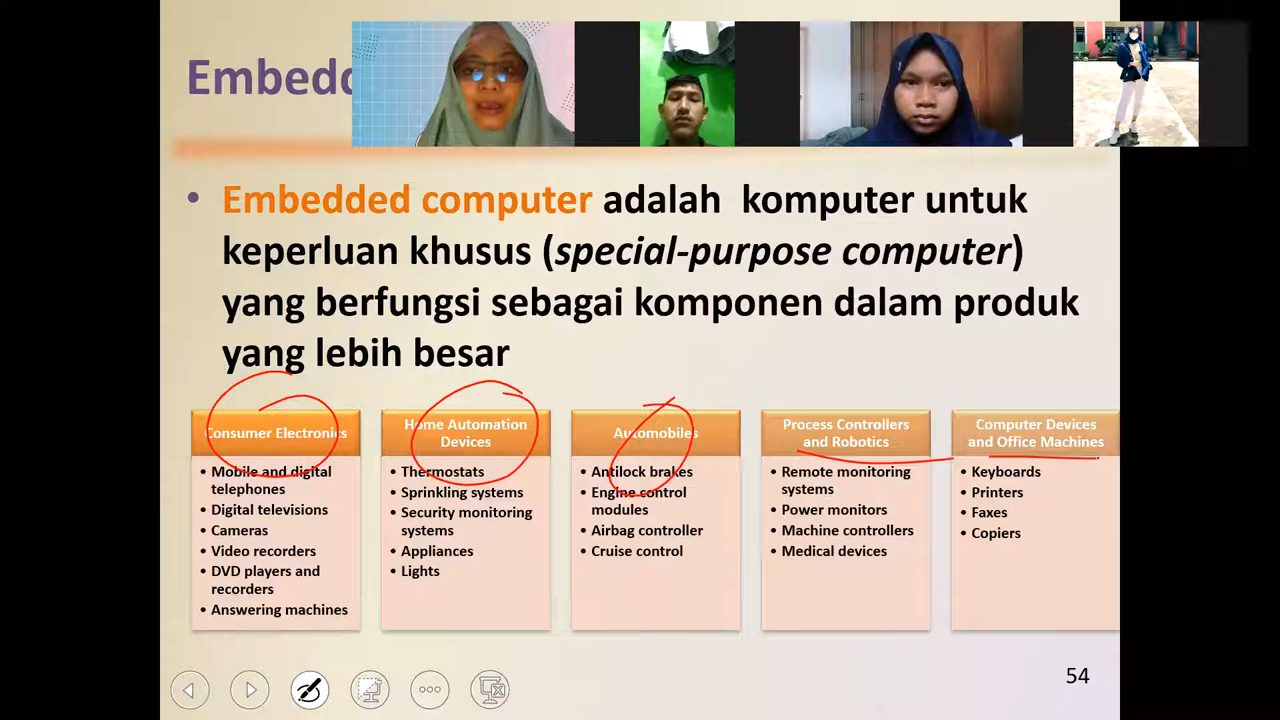 Embedd
• Embedded computer adalah komputer untuk
keperluan khusus (special-purpose computer)
yang berfungsi sebagai komponen dalam produk
yang lebih besar
Consumer Electronics
• Mobile and digital
telephones
• Digital televisions
• Cameras
• Video recorders
• DVD players and
recorders
• Answering machines
Home Automation
Devices
• Thermostats
• Sprinkling systems
• Security monitoring
systems
• Appliances
• Lights
Automobiles
• Antilock brakes
• Engine control
modules
• Airbag controller
• Cruise control
Process Controllers
and Robotics
• Remote monitoring
systems
• Power monitors
• Machine controllers
• Medical devices
Computer Devices
and Office Machines
• Keyboards
• Printers
• Faxes
• Copiers
54